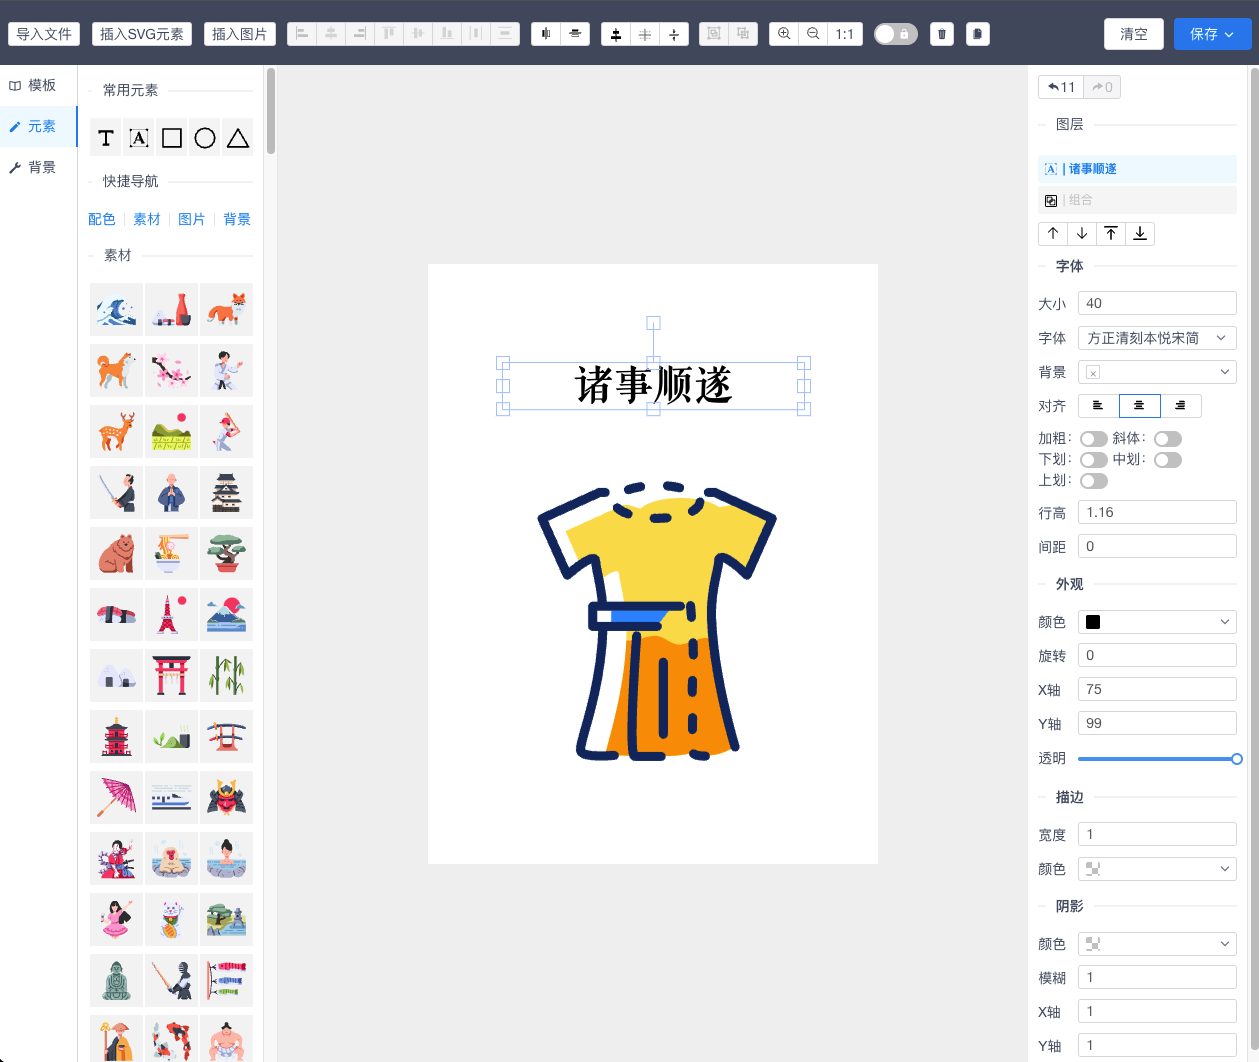 导入文件 插入SVG元素 插入图片 1:1 清空 保存
模板
元素
背景
常用元素
T A
快捷导航
配色 素材 图片 背景
素材
诸事顺遂
11 0
图层
A | 诸事顺遂
| 组合
字体
大小 40
字体 方正清刻本悦宋简
背景
对齐
加粗： 斜体：
下划： 中划：
上划：
行高 1.16
间距 0
外观
颜色
旋转 0
X轴 75
Y轴 99
透明
描边
宽度 1
颜色
阴影
颜色
模糊 1
X轴 1
Y轴 1